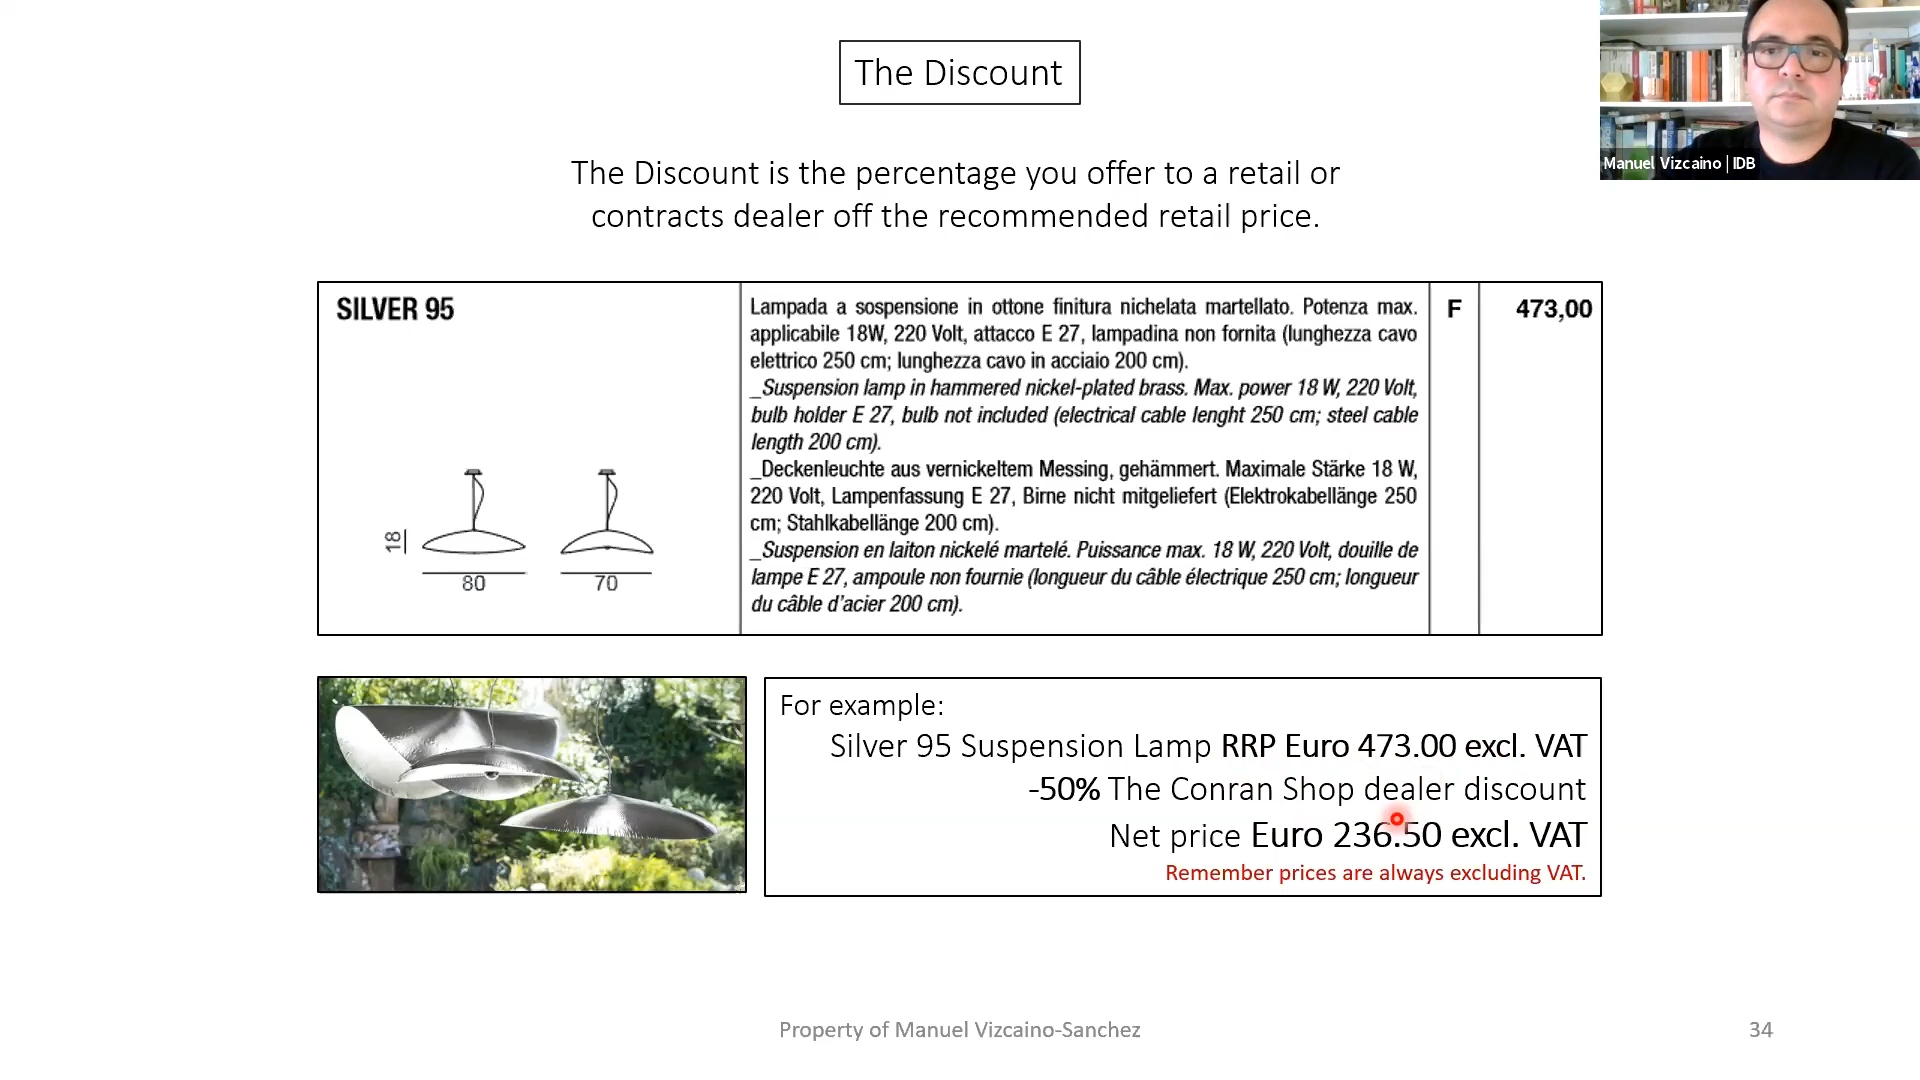 The Discount
Manuel Vizcaino | IDB
The Discount is the percentage you offer to a retail or
contracts dealer off the recommended retail price.
SILVER 95
Lampada a sospensione in ottone finitura nichelata martellato. Potenza max.
applicabile 18W, 220 Volt, attacco E 27, lampadina non fornita (lunghezza cavo
elettrico 250 cm; lunghezza cavo in acciaio 200 cm).
_Suspension lamp in hammered nickel-plated brass. Max. power 18 W, 220 Volt,
bulb holder E 27, bulb not included (electrical cable lenght 250 cm; steel cable
length 200 cm).
_Deckenleuchte aus vernickeltem Messing, gehämmert. Maximale Stärke 18 W,
220 Volt, Lampenfassung E 27, Birne nicht mitgeliefert (Elektrokabellänge 250
cm; Stahlkabellänge 200 cm).
_Suspension en laiton nickelé martelé. Puissance max. 18 W, 220 Volt, douille de
lampe E 27, ampoule non fournie (longueur du câble électrique 250 cm; longueur
du câble d'acier 200 cm).
F
473,00
18
80
70
For example:
Silver 95 Suspension Lamp RRP Euro 473.00 excl. VAT
-50% The Conran Shop dealer discount
Net price Euro 236.50 excl. VAT
Remember prices are always excluding VAT.
Property of Manuel Vizcaino-Sanchez
34